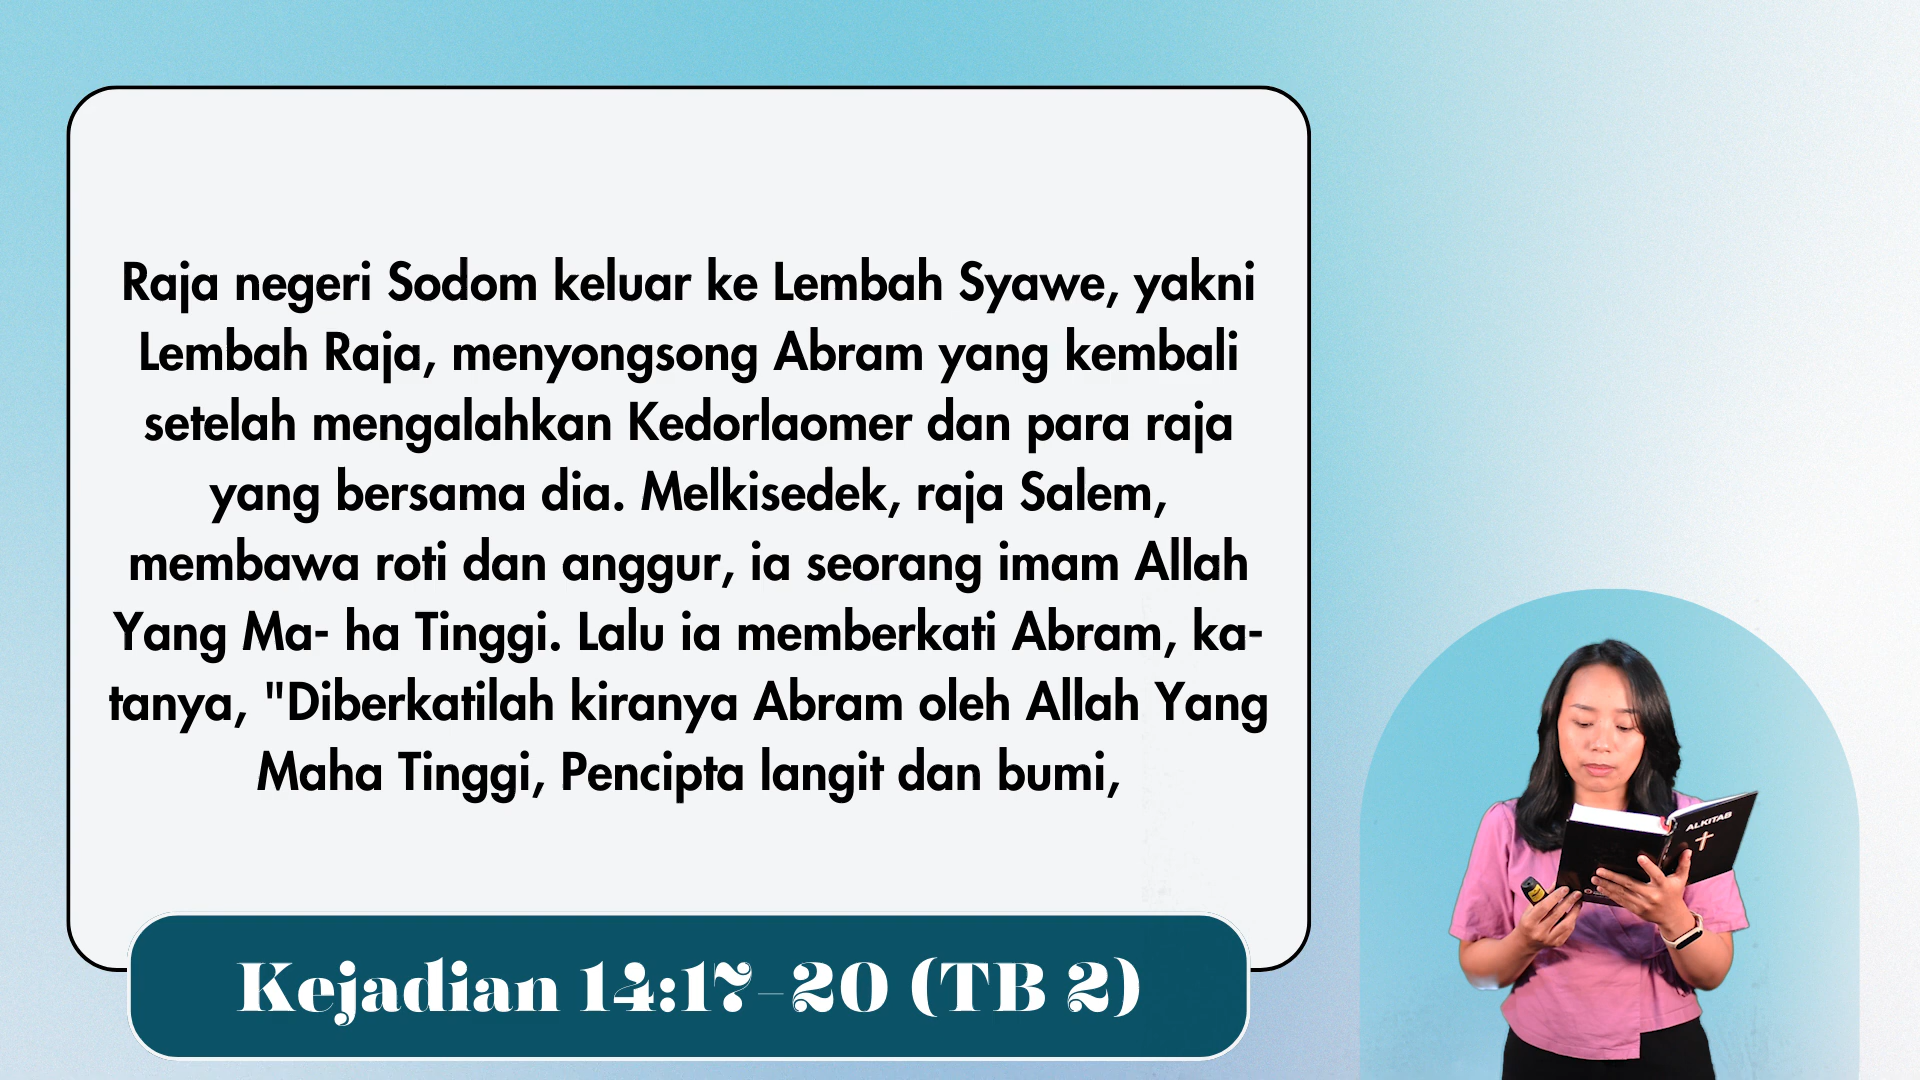 Raja negeri Sodom keluar ke Lembah Syawe, yakni
Lembah Raja, menyongsong Abram yang kembali
setelah mengalahkan Kedorlaomer dan para raja
yang bersama dia. Melkisedek, raja Salem,
membawa roti dan anggur, ia seorang imam Allah
Yang Ma- ha Tinggi. Lalu ia memberkati Abram, ka-
tanya, "Diberkatilah kiranya Abram oleh Allah Yang
Maha Tinggi, Pencipta langit dan bumi,
Kejadian 14:17-20 (TB 2)
ALKITAB